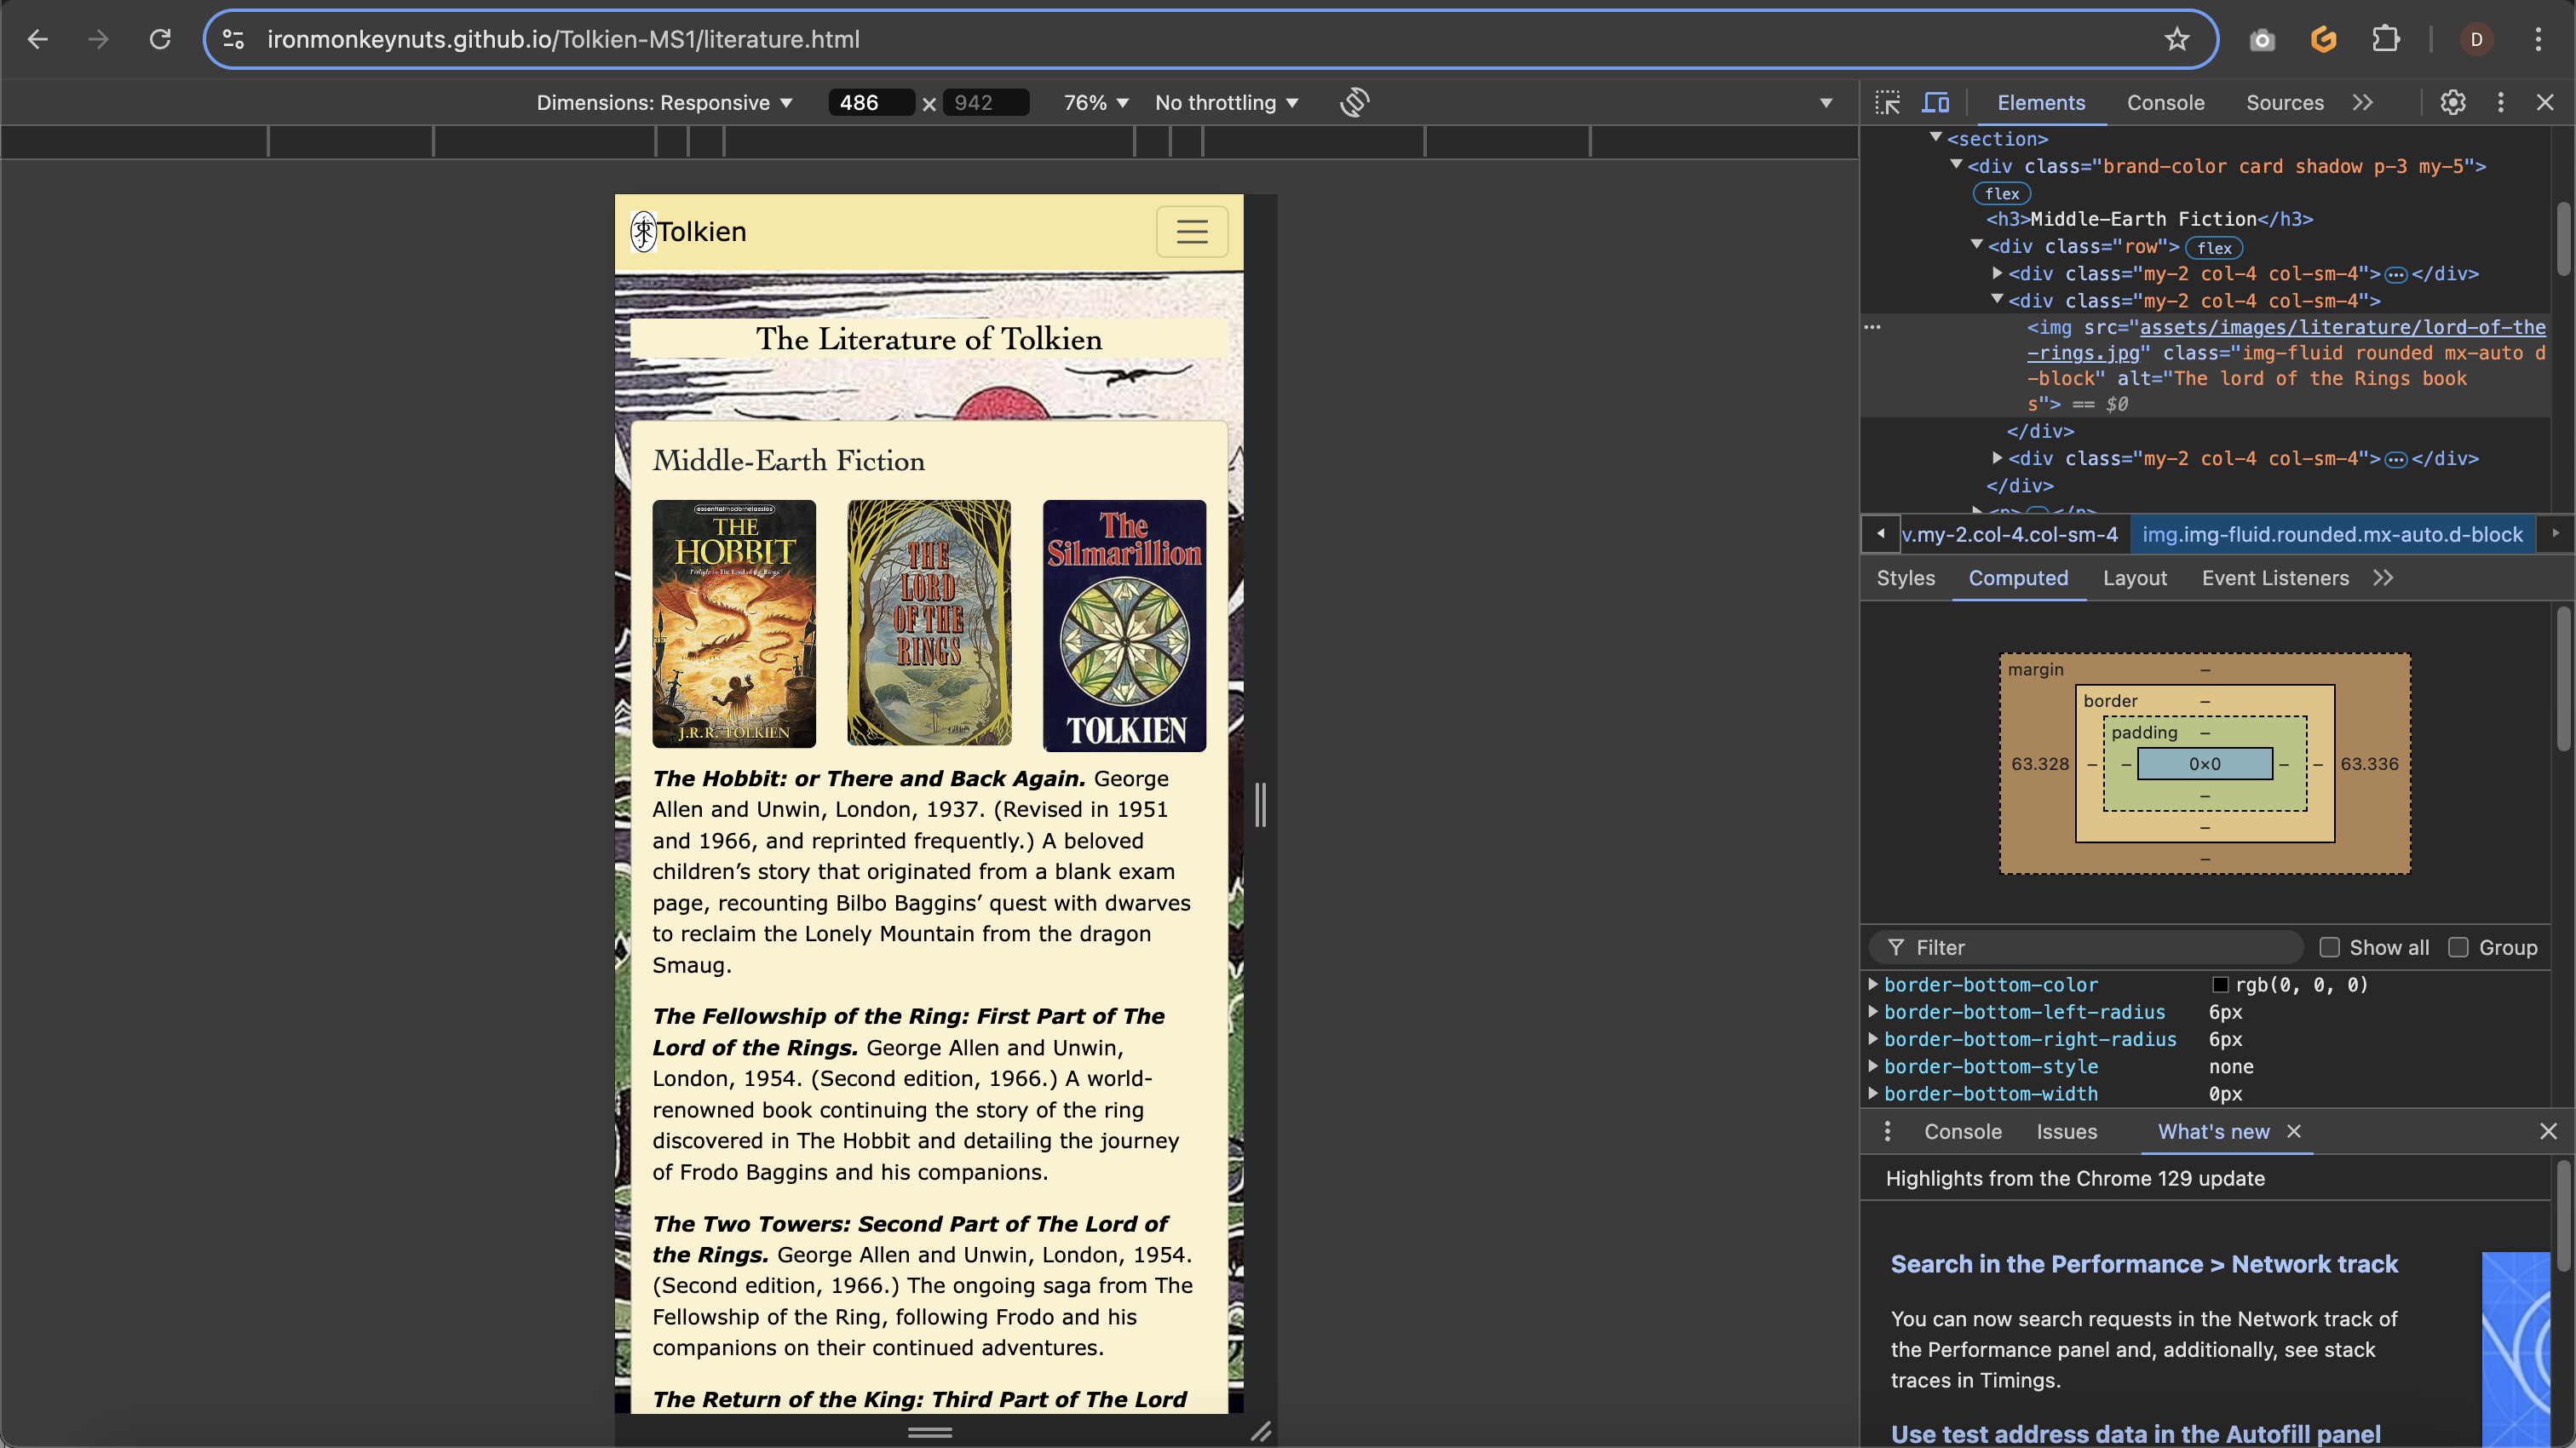 ironmonkeynuts.github.io/Tolkien-MS1/literature.html
D
Dimensions: Responsive
486 × 942
76%
No throttling
Tolkien
The Literature of Tolkien
Middle-Earth Fiction
essentialmodernclassics
THE
HOBBIT
Prelude to The Lord of the Rings
J.R.R. TOLKIEN
THE
LORD
OF THE
RINGS
The
Silmarillion
TOLKIEN
The Hobbit: or There and Back Again. George
Allen and Unwin, London, 1937. (Revised in 1951
and 1966, and reprinted frequently.) A beloved
children’s story that originated from a blank exam
page, recounting Bilbo Baggins’ quest with dwarves
to reclaim the Lonely Mountain from the dragon
Smaug.
The Fellowship of the Ring: First Part of The
Lord of the Rings. George Allen and Unwin,
London, 1954. (Second edition, 1966.) A world-
renowned book continuing the story of the ring
discovered in The Hobbit and detailing the journey
of Frodo Baggins and his companions.
The Two Towers: Second Part of The Lord of
the Rings. George Allen and Unwin, London, 1954.
(Second edition, 1966.) The ongoing saga from The
Fellowship of the Ring, following Frodo and his
companions on their continued adventures.
The Return of the King: Third Part of The Lord
Elements Console Sources
<section>
<div class="brand-color card shadow p-3 my-5">
flex
<h3>Middle-Earth Fiction</h3>
<div class="row"> flex
<div class="my-2 col-4 col-sm-4">…</div>
<div class="my-2 col-4 col-sm-4">
<img src="assets/images/literature/lord-of-the
-rings.jpg" class="img-fluid rounded mx-auto d
-block" alt="The lord of the Rings book
s"> == $0
</div>
<div class="my-2 col-4 col-sm-4">…</div>
</div>
v.my-2.col-4.col-sm-4 img.img-fluid.rounded.mx-auto.d-block
Styles Computed Layout Event Listeners
margin –
border –
padding –
63.328 – – 0×0 – – 63.336
–
–
–
Filter Show all Group
border-bottom-color rgb(0, 0, 0)
border-bottom-left-radius 6px
border-bottom-right-radius 6px
border-bottom-style none
border-bottom-width 0px
Console Issues What's new
Highlights from the Chrome 129 update
Search in the Performance > Network track
You can now search requests in the Network track of
the Performance panel and, additionally, see stack
traces in Timings.
Use test address data in the Autofill panel